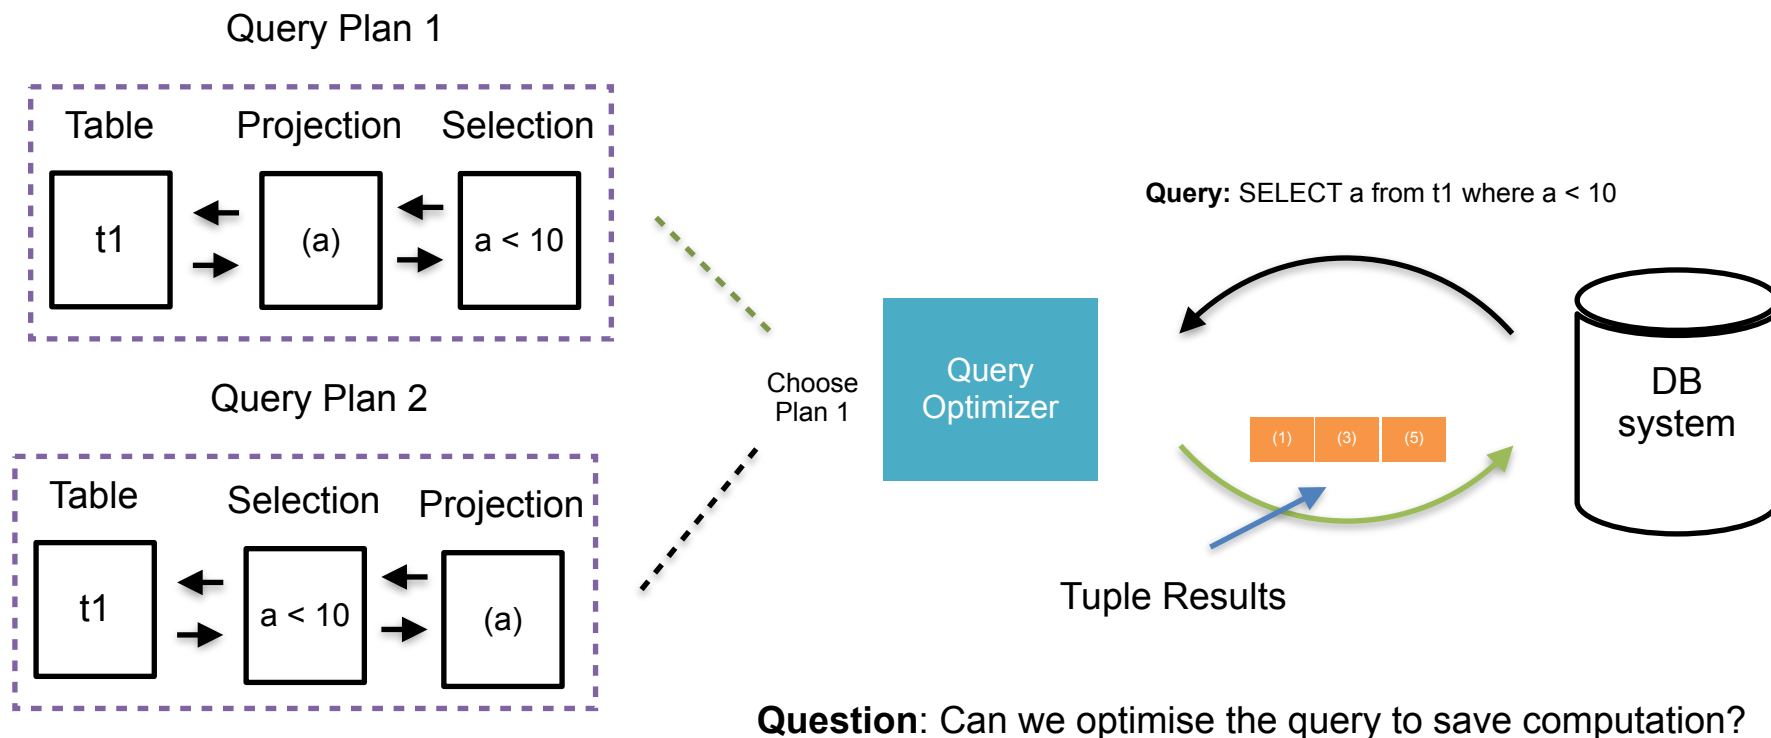 Query Plan 1
Table Projection Selection
t1 (a) a < 10
Query Plan 2
Table Selection Projection
t1 a < 10 (a)
Choose
Plan 1
Query
Optimizer
Query: SELECT a from t1 where a < 10
(1) (3) (5)
DB
system
Tuple Results
Question: Can we optimise the query to save computation?